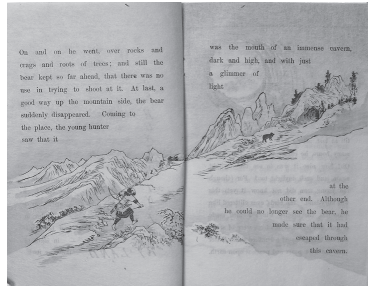 On and on he went, over rocks and
crags and roots of trees; and still the
bear kept so far ahead, that there was no
use in trying to shoot at it. At last, a
good way up the mountain side, the bear
suddenly disappeared. Coming to
the place, the young hunter
saw that it
was the mouth of an immense cavern,
dark and high, and with just
a glimmer of
light
at the
other end. Although
he could no longer see the bear, he
made sure that it had
escaped through
this cavern.